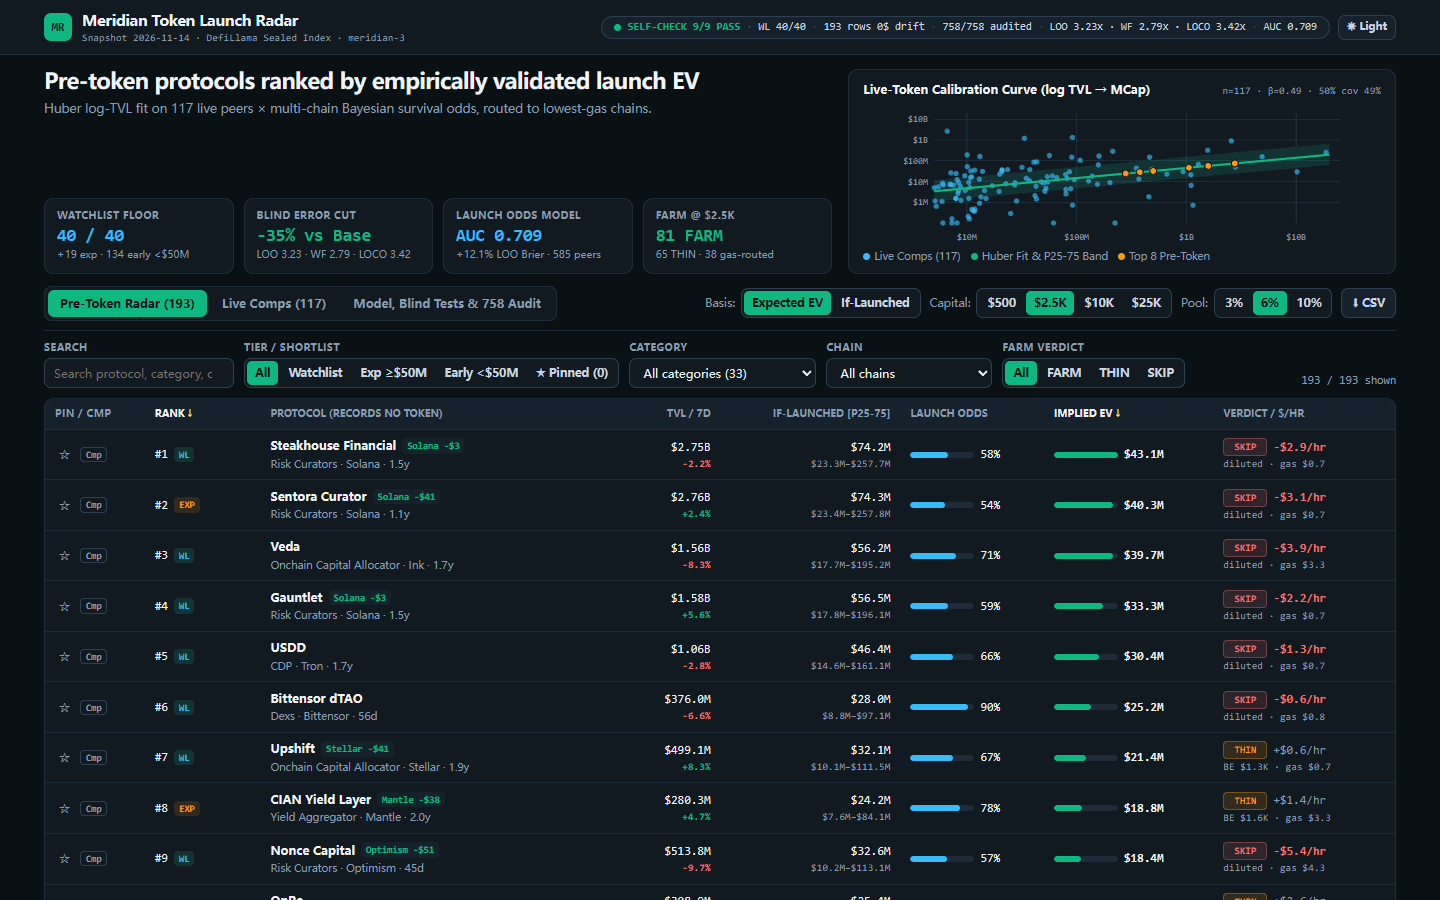 MR
Meridian Token Launch Radar
Snapshot 2026-11-14 · DefiLlama Sealed Index · meridian-3
SELF-CHECK 9/9 PASS · WL 40/40 · 193 rows 0$ drift · 758/758 audited · LOO 3.23x · WF 2.79x · LOCO 3.42x · AUC 0.709
☀ Light
Pre-token protocols ranked by empirically validated launch EV
Huber log-TVL fit on 117 live peers × multi-chain Bayesian survival odds, routed to lowest-gas chains.
WATCHLIST FLOOR
40 / 40
+19 exp · 134 early <$50M
BLIND ERROR CUT
-35% vs Base
LOO 3.23 · WF 2.79 · LOCO 3.42
LAUNCH ODDS MODEL
AUC 0.709
+12.1% LOO Brier · 585 peers
FARM @ $2.5K
81 FARM
65 THIN · 38 gas-routed
Live-Token Calibration Curve (log TVL → MCap)
n=117 · β=0.49 · 50% cov 49%
$10B
$1B
$100M
$10M
$1M
$10M $100M $1B $10B
Live Comps (117) Huber Fit & P25-75 Band Top 8 Pre-Token
Pre-Token Radar (193) Live Comps (117) Model, Blind Tests & 758 Audit
Basis: Expected EV If-Launched Capital: $500 $2.5K $10K $25K Pool: 3% 6% 10% ⬇ CSV
SEARCH TIER / SHORTLIST CATEGORY CHAIN FARM VERDICT
Search protocol, category, c All Watchlist Exp ≥$50M Early <$50M ★ Pinned (0) All categories (33) All chains All FARM THIN SKIP
193 / 193 shown
PIN / CMP RANK ↓ PROTOCOL (RECORDS NO TOKEN) TVL / 7D IF-LAUNCHED [P25-75] LAUNCH ODDS IMPLIED EV ↓ VERDICT / $/HR
☆ Cmp #1 WL Steakhouse Financial Solana -$3 $2.75B $74.2M 58% $43.1M SKIP -$2.9/hr
Risk Curators · Solana · 1.5y -2.2% $23.3M–$257.7M diluted · gas $0.7
☆ Cmp #2 EXP Sentora Curator Solana -$41 $2.76B $74.3M 54% $40.3M SKIP -$3.1/hr
Risk Curators · Solana · 1.1y +2.4% $23.4M–$257.8M diluted · gas $0.7
☆ Cmp #3 WL Veda $1.56B $56.2M 71% $39.7M SKIP -$3.9/hr
Onchain Capital Allocator · Ink · 1.7y -8.3% $17.7M–$195.2M diluted · gas $3.3
☆ Cmp #4 WL Gauntlet Solana -$3 $1.58B $56.5M 59% $33.3M SKIP -$2.2/hr
Risk Curators · Solana · 1.5y +5.6% $17.8M–$196.1M diluted · gas $0.7
☆ Cmp #5 WL USDD $1.06B $46.4M 66% $30.4M SKIP -$1.3/hr
CDP · Tron · 1.7y -2.8% $14.6M–$161.1M diluted · gas $0.7
☆ Cmp #6 WL Bittensor dTAO $376.0M $28.0M 90% $25.2M SKIP -$0.6/hr
Dexs · Bittensor · 56d -6.6% $8.8M–$97.1M diluted · gas $0.8
☆ Cmp #7 WL Upshift Stellar -$41 $499.1M $32.1M 67% $21.4M THIN +$0.6/hr
Onchain Capital Allocator · Stellar · 1.9y +8.3% $10.1M–$111.5M BE $1.3K · gas $0.7
☆ Cmp #8 EXP CIAN Yield Layer Mantle -$38 $280.3M $24.2M 78% $18.8M THIN +$1.4/hr
Yield Aggregator · Mantle · 2.0y +4.7% $7.6M–$84.1M BE $1.6K · gas $3.3
☆ Cmp #9 WL Nonce Capital Optimism -$51 $513.8M $32.6M 57% $18.4M SKIP -$5.4/hr
Risk Curators · Optimism · 45d -9.7% $10.2M–$113.1M diluted · gas $4.3